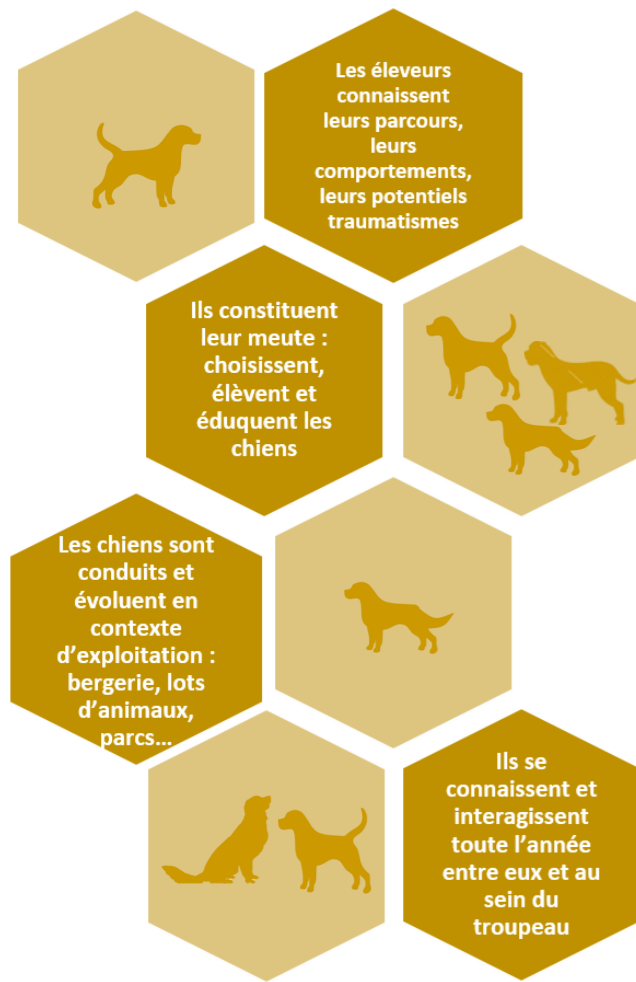 Les éleveurs
connaissent
leurs parcours,
leurs
comportements,
leurs potentiels
traumatismes
Ils constituent
leur meute :
choisissent,
élèvent et
éduquent les
chiens
Les chiens sont
conduits et
évoluent en
contexte
d’exploitation :
bergerie, lots
d’animaux,
parcs…
Ils se
connaissent et
interagissent
toute l’année
entre eux et au
sein du
troupeau